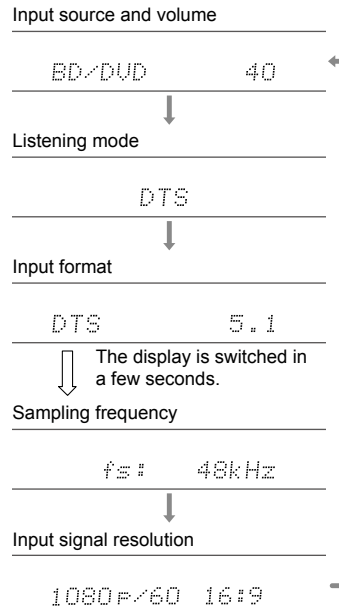 Input source and volume
BD/DVD 40
Listening mode
DTS
Input format
DTS 5.1
The display is switched in
a few seconds.
Sampling frequency
fs: 48kHz
Input signal resolution
1080p/60 16:9